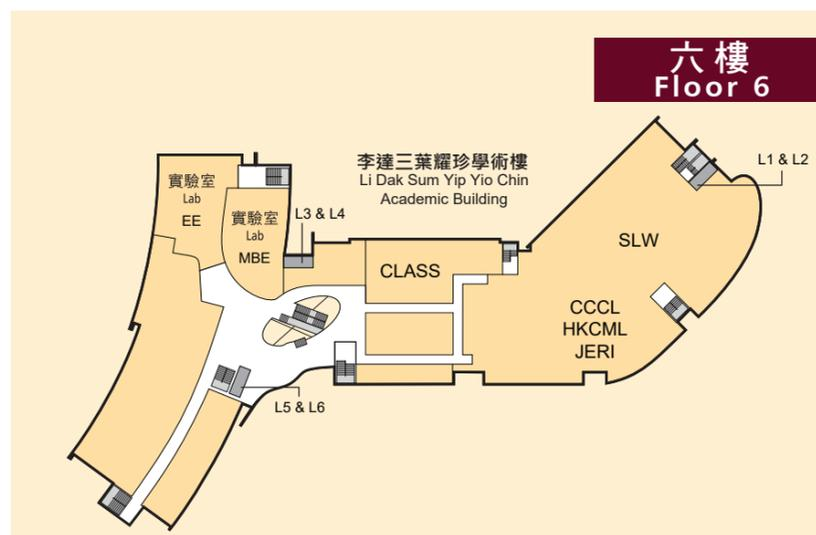 六樓
Floor 6
李達三葉耀珍學術樓
Li Dak Sum Yip Yio Chin
Academic Building
L1 & L2
實驗室
Lab
EE
實驗室
Lab
MBE
L3 & L4
SLW
CLASS
CCCL
HKCML
JERI
L5 & L6